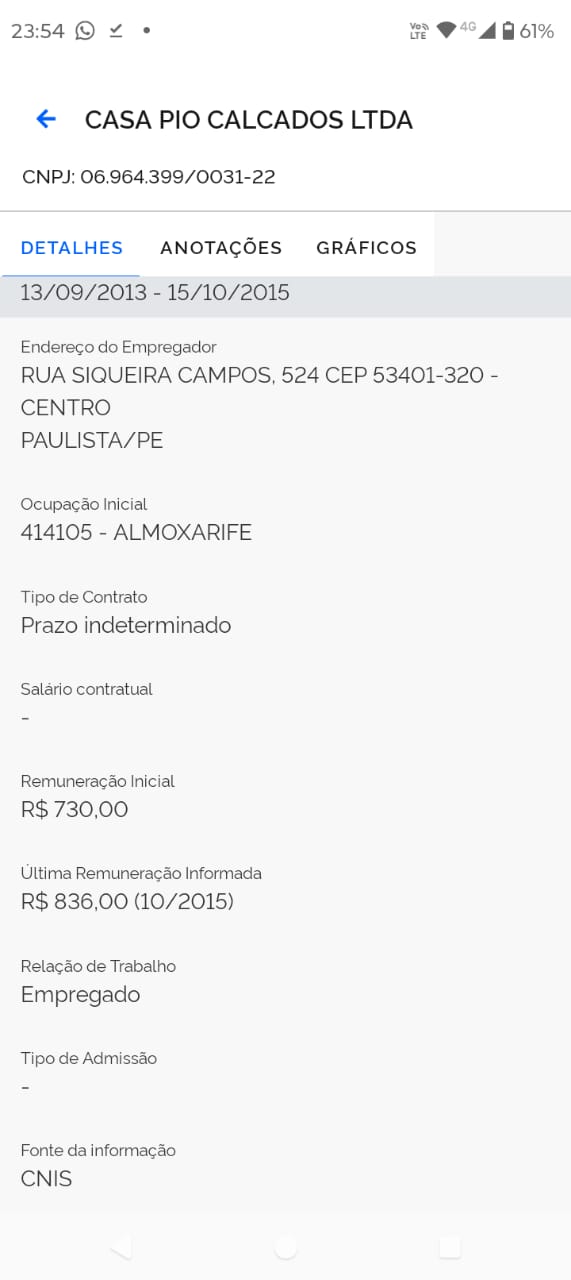 23:54
Vo LTE 4G 61%
CASA PIO CALCADOS LTDA
CNPJ: 06.964.399/0031-22
DETALHES ANOTAÇÕES GRÁFICOS
13/09/2013 - 15/10/2015
Endereço do Empregador
RUA SIQUEIRA CAMPOS, 524 CEP 53401-320 -
CENTRO
PAULISTA/PE
Ocupação Inicial
414105 - ALMOXARIFE
Tipo de Contrato
Prazo indeterminado
Salário contratual
-
Remuneração Inicial
R$ 730,00
Última Remuneração Informada
R$ 836,00 (10/2015)
Relação de Trabalho
Empregado
Tipo de Admissão
-
Fonte da informação
CNIS